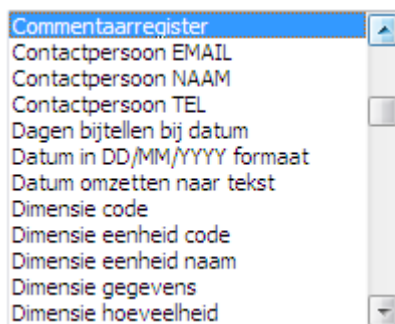 Commentaarregister
Contactpersoon EMAIL
Contactpersoon NAAM
Contactpersoon TEL
Dagen bijtellen bij datum
Datum in DD/MM/YYYY formaat
Datum omzetten naar tekst
Dimensie code
Dimensie eenheid code
Dimensie eenheid naam
Dimensie gegevens
Dimensie hoeveelheid